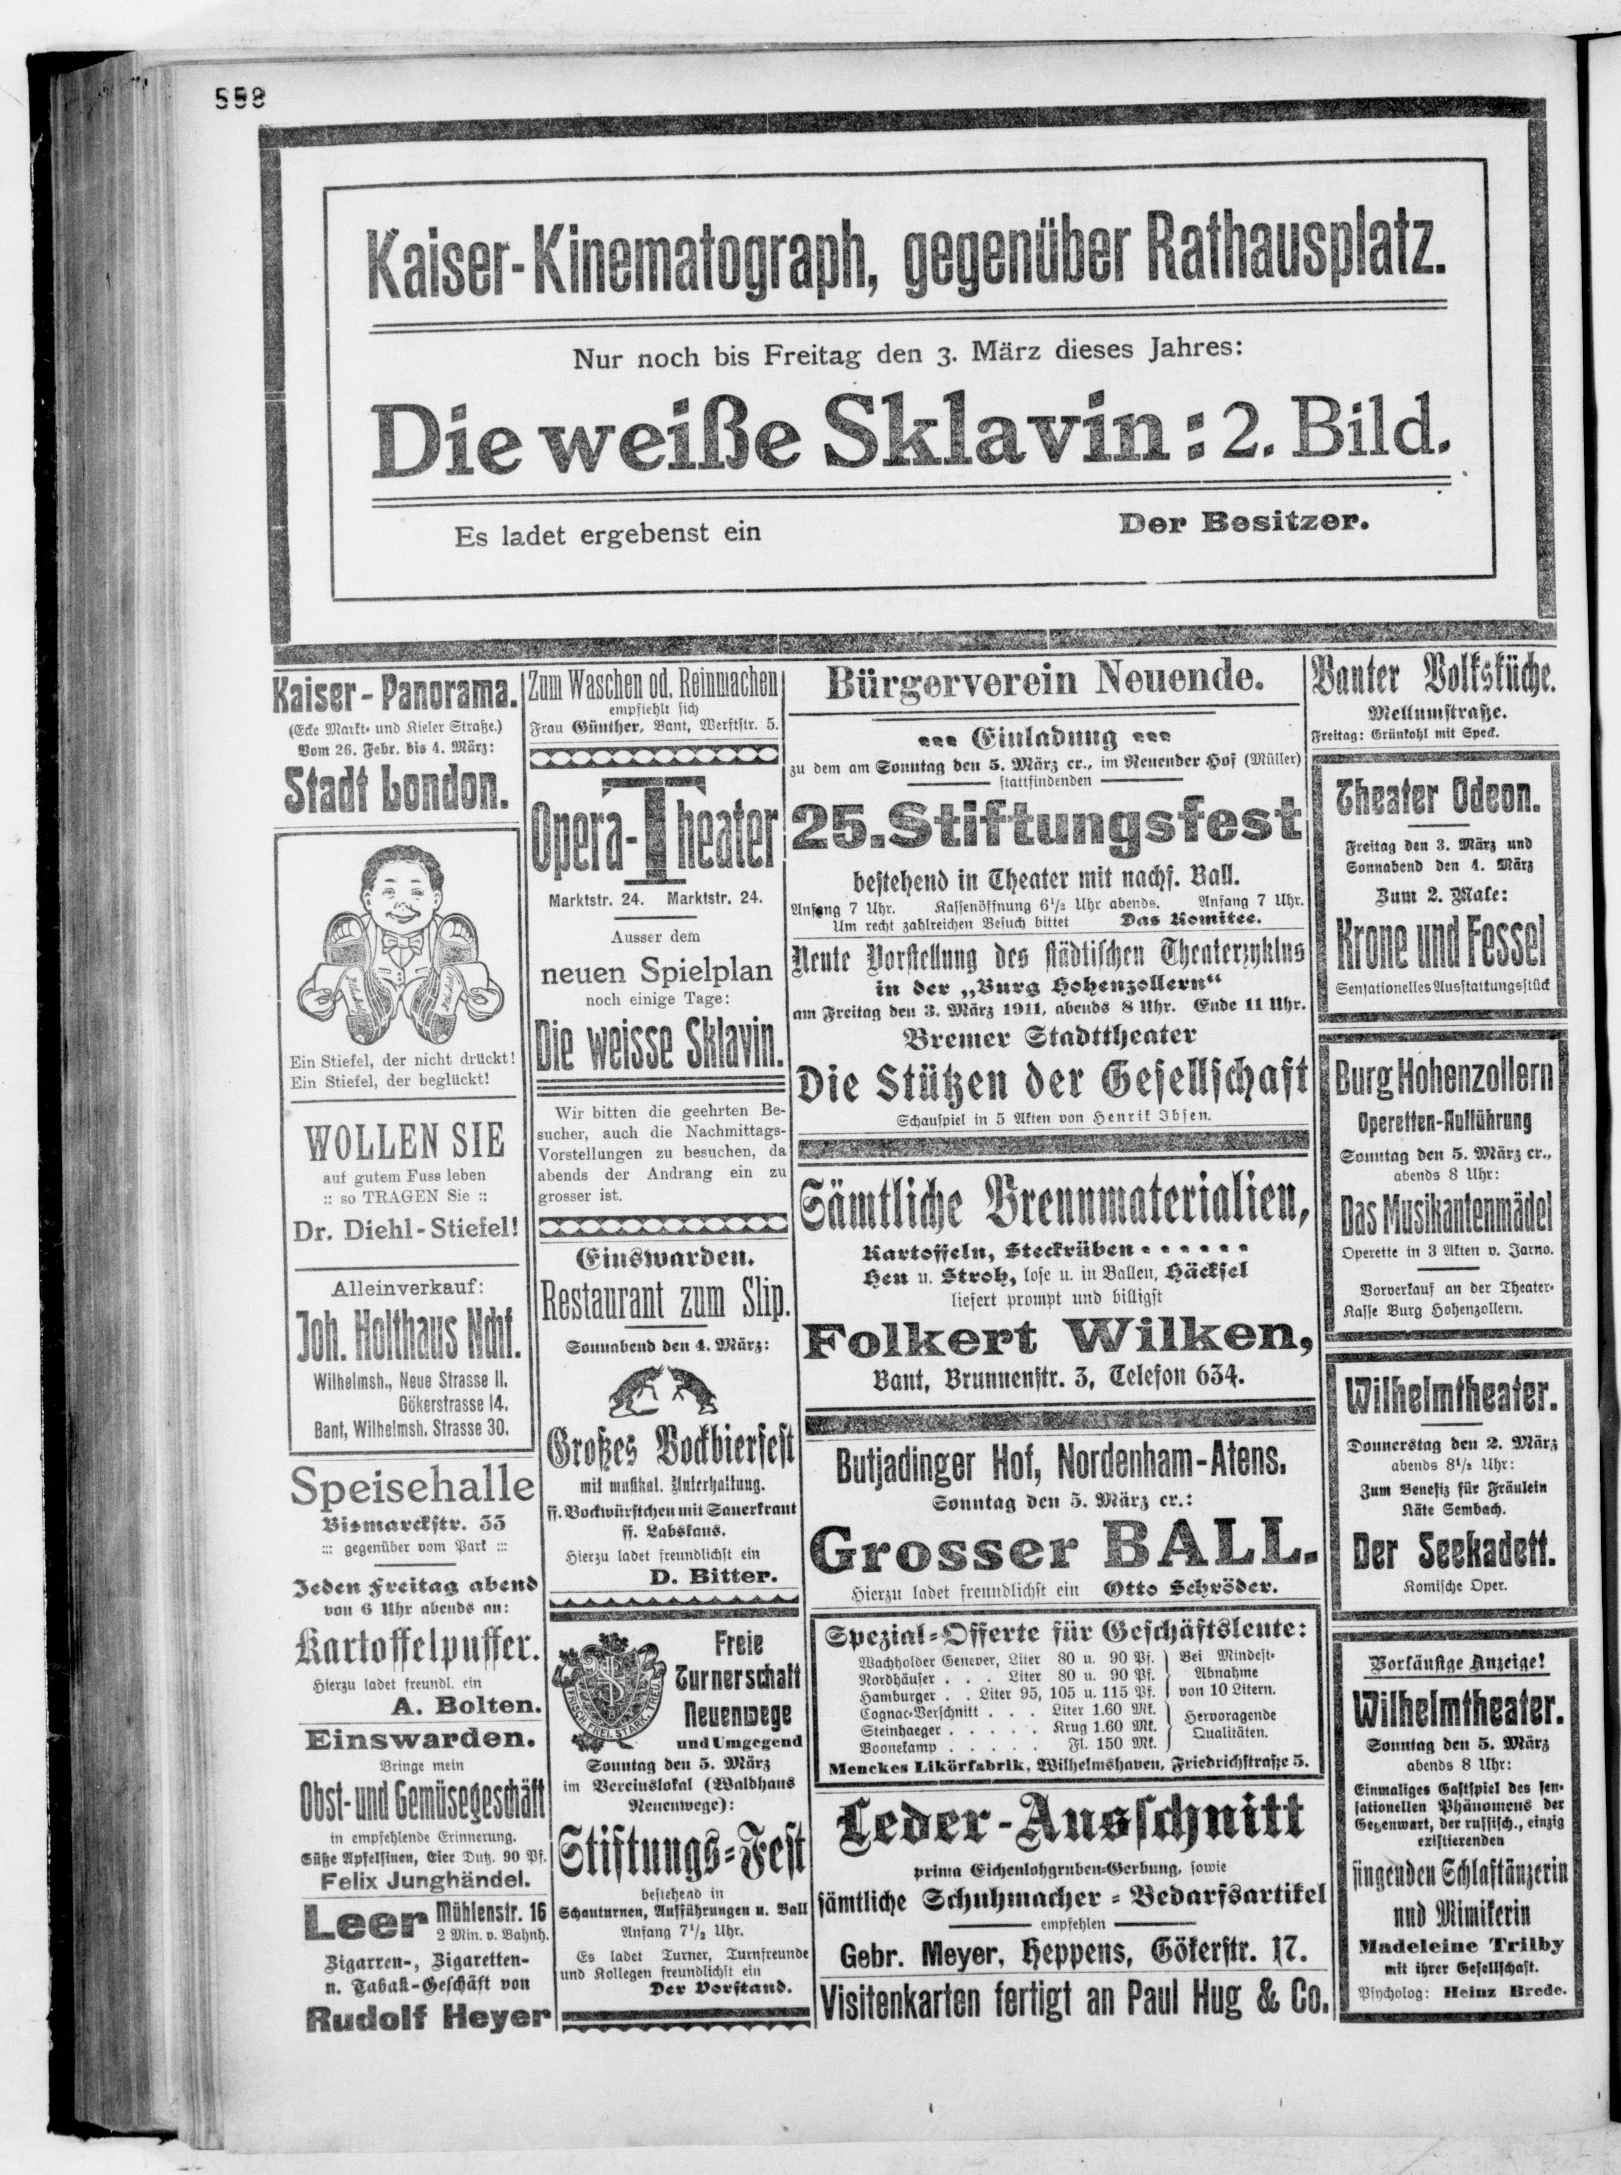 558
Kaiser-Kinematograph, gegenüber Rathausplatz.
Nur noch bis Freitag den 3. März dieses Jahres:
Die weiße Sklavin: 2. Bild.
Es ladet ergebenst ein
Der Besitzer.
Kaiser-Panorama.
(Ecke Markt- und Kieler Straße.)
Vom 26. Febr. bis 4. März:
Stadt London.
Ein Stiefel, der nicht drückt!
Ein Stiefel, der beglückt!
WOLLEN SIE
auf gutem Fuss leben
:: so TRAGEN Sie ::
Dr. Diehl-Stiefel!
Alleinverkauf:
Joh. Holthaus Nchf.
Wilhelmsh., Neue Strasse 11.
Gökerstrasse 14.
Bant, Wilhelmsh. Strasse 30.
Speisehalle
Bismarckstr. 33
::: gegenüber vom Park :::
Jeden Freitag abend
von 6 Uhr abends an:
Kartoffelpuffer.
Hierzu ladet freundl. ein
A. Bolten.
Einswarden.
Bringe mein
Obst- und Gemüsegeschäft
in empfehlende Erinnerung.
Süße Apfelsinen, Eier Dutz. 90 Pf.
Felix Junghändel.
Leer Mühlenstr. 16
2 Min. v. Bahnh.
Zigarren-, Zigaretten-
u. Tabak-Geschäft von
Rudolf Heyer
Zum Waschen od. Reinmachen
empfiehlt sich
Frau Günther, Bant, Werftstr. 5.
Opera-Theater
Marktstr. 24. Marktstr. 24.
Ausser dem
neuen Spielplan
noch einige Tage:
Die weisse Sklavin.
Wir bitten die geehrten Be-
sucher, auch die Nachmittags-
Vorstellungen zu besuchen, da
abends der Andrang ein zu
grosser ist.
Einswarden.
Restaurant zum Slip.
Sonnabend den 4. März:
Großes Bockbierfest
mit musikal. Unterhaltung.
ff. Bockwürstchen mit Sauerkraut
ff. Labskaus.
Hierzu ladet freundlichst ein
D. Bitter.
FRISCH. FREI. STARK. TREU.
Freie
Turnerschaft
Neuenwege
und Umgegend
Sonntag den 5. März
im Vereinslokal (Waldhaus
Neuenwege):
Stiftungs-Fest
bestehend in
Schauturnen, Aufführungen u. Ball
Anfang 7 1/2 Uhr.
Es ladet Turner, Turnfreunde
und Kollegen freundlichst ein
Der Vorstand.
Bürgerverein Neuende.
Einladung
zu dem am Sonntag den 5. März cr., im Neuender Hof (Müller)
stattfindenden
25. Stiftungsfest
bestehend in Theater mit nachf. Ball.
Anfang 7 Uhr. Kassenöffnung 6 1/2 Uhr abends. Anfang 7 Uhr.
Um recht zahlreichen Besuch bittet Das Komitee.
Neute Vorstellung des städtischen Theaterzyklus
in der „Burg Hohenzollern“
am Freitag den 3. März 1911, abends 8 Uhr. Ende 11 Uhr.
Bremer Stadttheater
Die Stützen der Gesellschaft
Schauspiel in 5 Akten von Henrik Ibsen.
Sämtliche Brennmaterialien,
Kartoffeln, Steckrüben
Heu u. Stroh, lose u. in Ballen, Häcksel
liefert prompt und billigst
Folkert Wilken,
Bant, Brunnenstr. 3, Telefon 634.
Butjadinger Hof, Nordenham-Atens.
Sonntag den 5. März cr.:
Grosser BALL.
Hierzu ladet freundlichst ein Otto Schröder.
Spezial-Offerte für Geschäftsleute:
Wachholder Genever, Liter 80 u. 90 Pf.
Nordhäuser . . . Liter 80 u. 90 Pf.
Hamburger . . Liter 95, 105 u. 115 Pf.
Cognac-Verschnitt . . . Liter 1.60 Mk.
Steinhaeger . . . . . Krug 1.60 Mk.
Boonekamp . . . . . Fl. 150 Mk.
Bei Mindest-
Abnahme
von 10 Litern.
Hervoragende
Qualitäten.
Menckes Likörfabrik, Wilhelmshaven, Friedrichstraße 5.
Leder-Ausschnitt
prima Eichenlohgruben-Gerbung, sowie
sämtliche Schuhmacher-Bedarfsartikel
empfehlen
Gebr. Meyer, Heppens, Gökerstr. 17.
Visitenkarten fertigt an Paul Hug & Co.
Banter Volksküche.
Mellumstraße.
Freitag: Grünkohl mit Speck.
Theater Odeon.
Freitag den 3. März und
Sonnabend den 4. März
Zum 2. Male:
Krone und Fessel
Sensationelles Ausstattungsstück
Burg Hohenzollern
Operetten-Aufführung
Sonntag den 5. März cr.,
abends 8 Uhr:
Das Musikantenmädel
Operette in 3 Akten v. Jarno.
Vorverkauf an der Theater-
Kasse Burg Hohenzollern.
Wilhelmtheater.
Donnerstag den 2. März
abends 8 1/2 Uhr:
Zum Benefiz für Fräulein
Käte Sembach.
Der Seekadett.
Komische Oper.
Vorläufige Anzeige!
Wilhelmtheater.
Sonntag den 5. März
abends 8 Uhr:
Einmaliges Gastspiel des sen-
sationellen Phänomens der
Gegenwart, der russisch., einzig
existierenden
singenden Schlaftänzerin
und Mimikerin
Madeleine Trilby
mit ihrer Gesellschaft.
Psycholog: Heinz Brede.